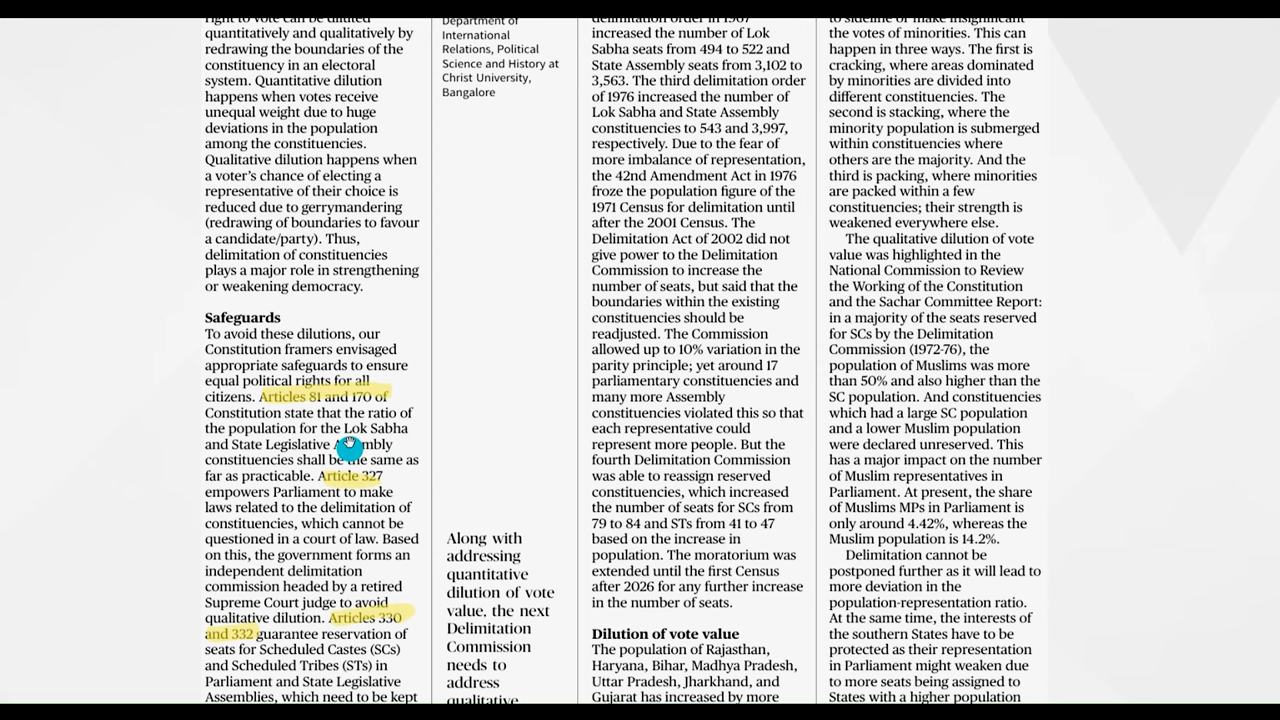 right to vote can be diluted
quantitatively and qualitatively by
redrawing the boundaries of the
constituency in an electoral
system. Quantitative dilution
happens when votes receive
unequal weight due to huge
deviations in the population
among the constituencies.
Qualitative dilution happens when
a voter’s chance of electing a
representative of their choice is
reduced due to gerrymandering
(redrawing of boundaries to favour
a candidate/party). Thus,
delimitation of constituencies
plays a major role in strengthening
or weakening democracy.
Safeguards
To avoid these dilutions, our
Constitution framers envisaged
appropriate safeguards to ensure
equal political rights for all
citizens. Articles 81 and 170 of
Constitution state that the ratio of
the population for the Lok Sabha
and State Legislative Assembly
constituencies shall be the same as
far as practicable. Article 327
empowers Parliament to make
laws related to the delimitation of
constituencies, which cannot be
questioned in a court of law. Based
on this, the government forms an
independent delimitation
commission headed by a retired
Supreme Court judge to avoid
qualitative dilution. Articles 330
and 332 guarantee reservation of
seats for Scheduled Castes (SCs)
and Scheduled Tribes (STs) in
Parliament and State Legislative
Assemblies, which need to be kept
Department of
International
Relations, Political
Science and History at
Christ University,
Bangalore
Along with
addressing
quantitative
dilution of vote
value, the next
Delimitation
Commission
needs to
address
qualitative
delimitation order in 1967
increased the number of Lok
Sabha seats from 494 to 522 and
State Assembly seats from 3,102 to
3,563. The third delimitation order
of 1976 increased the number of
Lok Sabha and State Assembly
constituencies to 543 and 3,997,
respectively. Due to the fear of
more imbalance of representation,
the 42nd Amendment Act in 1976
froze the population figure of the
1971 Census for delimitation until
after the 2001 Census. The
Delimitation Act of 2002 did not
give power to the Delimitation
Commission to increase the
number of seats, but said that the
boundaries within the existing
constituencies should be
readjusted. The Commission
allowed up to 10% variation in the
parity principle; yet around 17
parliamentary constituencies and
many more Assembly
constituencies violated this so that
each representative could
represent more people. But the
fourth Delimitation Commission
was able to reassign reserved
constituencies, which increased
the number of seats for SCs from
79 to 84 and STs from 41 to 47
based on the increase in
population. The moratorium was
extended until the first Census
after 2026 for any further increase
in the number of seats.
Dilution of vote value
The population of Rajasthan,
Haryana, Bihar, Madhya Pradesh,
Uttar Pradesh, Jharkhand, and
Gujarat has increased by more
to sideline or make insignificant
the votes of minorities. This can
happen in three ways. The first is
cracking, where areas dominated
by minorities are divided into
different constituencies. The
second is stacking, where the
minority population is submerged
within constituencies where
others are the majority. And the
third is packing, where minorities
are packed within a few
constituencies; their strength is
weakened everywhere else.
The qualitative dilution of vote
value was highlighted in the
National Commission to Review
the Working of the Constitution
and the Sachar Committee Report:
in a majority of the seats reserved
for SCs by the Delimitation
Commission (1972-76), the
population of Muslims was more
than 50% and also higher than the
SC population. And constituencies
which had a large SC population
and a lower Muslim population
were declared unreserved. This
has a major impact on the number
of Muslim representatives in
Parliament. At present, the share
of Muslims MPs in Parliament is
only around 4.42%, whereas the
Muslim population is 14.2%.
Delimitation cannot be
postponed further as it will lead to
more deviation in the
population-representation ratio.
At the same time, the interests of
the southern States have to be
protected as their representation
in Parliament might weaken due
to more seats being assigned to
States with a higher population